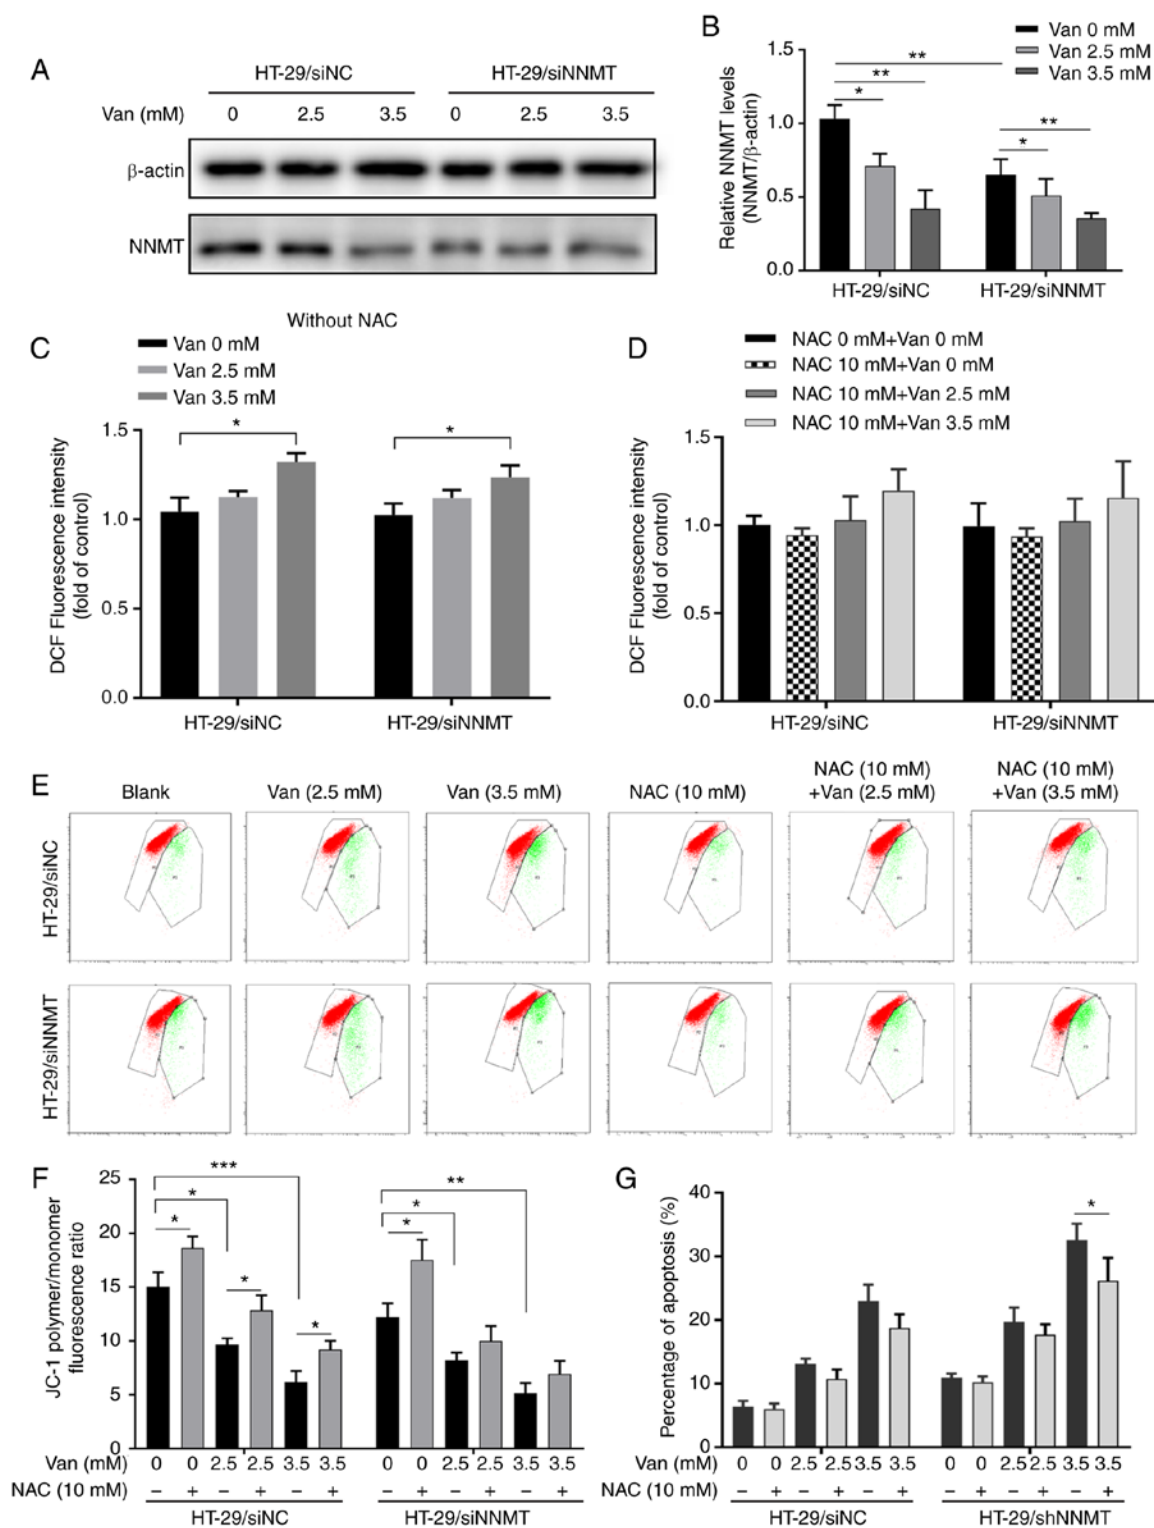 A
HT-29/siNC HT-29/siNNMT
Van (mM) 0 2.5 3.5 0 2.5 3.5
β-actin
NNMT
B
Van 0 mM
Van 2.5 mM
Van 3.5 mM
Relative NNMT levels
(NNMT/β-actin)
1.5
1.0
0.5
0.0
** ** * ** *
HT-29/siNC HT-29/siNNMT
C
Without NAC
Van 0 mM
Van 2.5 mM
Van 3.5 mM
DCF Fluorescence intensity
(fold of control)
1.5
1.0
0.5
0.0
* *
HT-29/siNC HT-29/siNNMT
D
NAC 0 mM+Van 0 mM
NAC 10 mM+Van 0 mM
NAC 10 mM+Van 2.5 mM
NAC 10 mM+Van 3.5 mM
DCF Fluorescence intensity
(fold of control)
1.5
1.0
0.5
0.0
HT-29/siNC HT-29/siNNMT
E
Blank Van (2.5 mM) Van (3.5 mM) NAC (10 mM) NAC (10 mM)
+Van (2.5 mM) NAC (10 mM)
+Van (3.5 mM)
HT-29/siNC
HT-29/siNNMT
F
JC-1 polymer/monomer
fluorescence ratio
25
20
15
10
5
0
*** * * * * ** * *
Van (mM) 0 0 2.5 2.5 3.5 3.5 0 0 2.5 2.5 3.5 3.5
NAC (10 mM) − + − + − + − + − + − +
HT-29/siNC HT-29/siNNMT
G
Percentage of apoptosis (%)
40
30
20
10
0
*
Van (mM) 0 0 2.5 2.5 3.5 3.5 0 0 2.5 2.5 3.5 3.5
NAC (10 mM) − + − + − + − + − + − +
HT-29/siNC HT-29/shNNMT